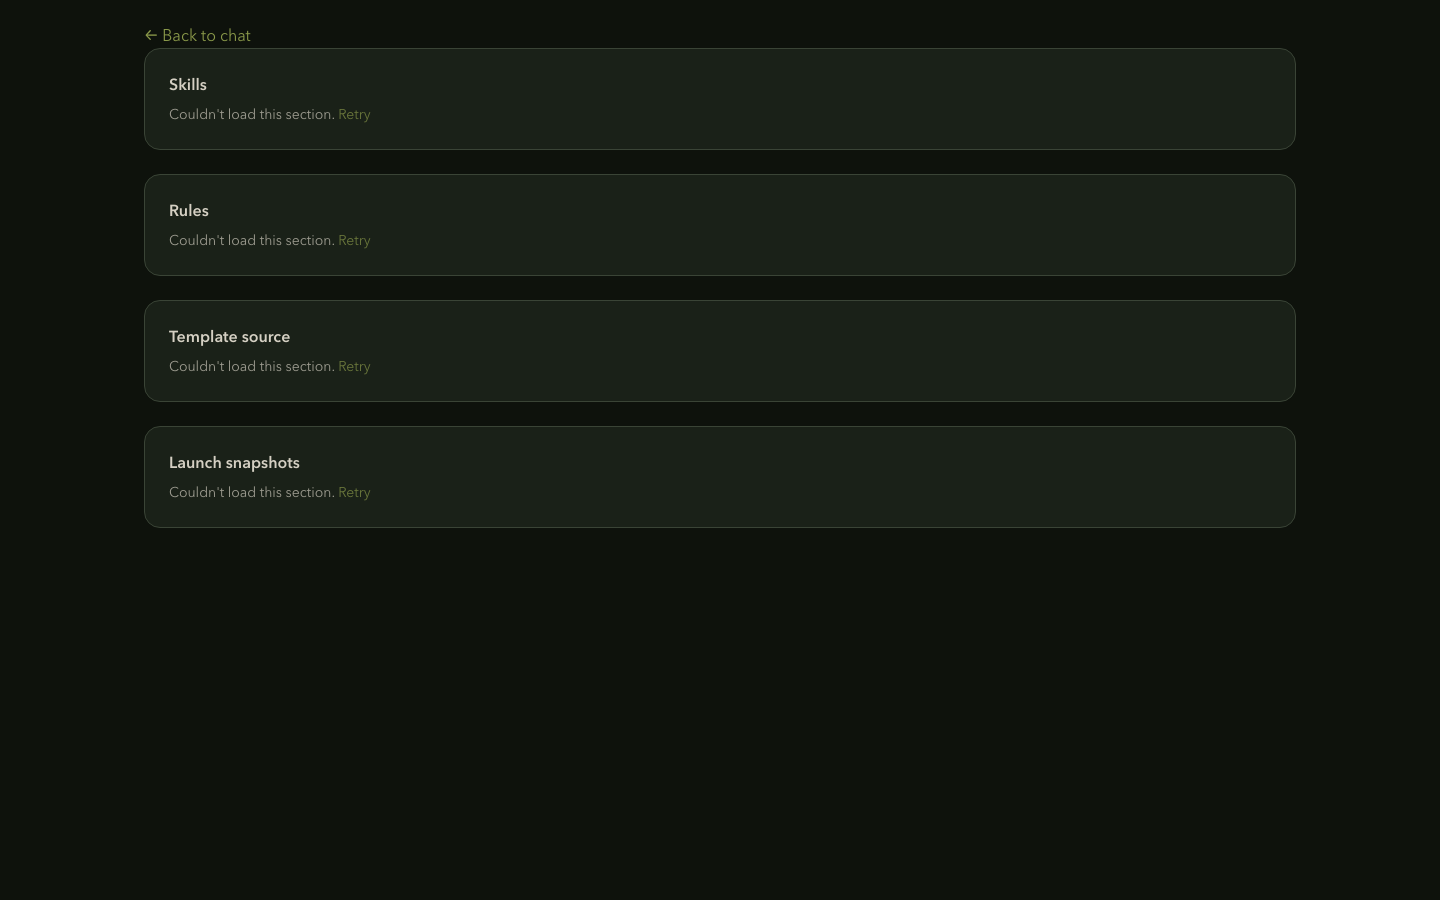 ← Back to chat
Skills
Couldn't load this section. Retry
Rules
Couldn't load this section. Retry
Template source
Couldn't load this section. Retry
Launch snapshots
Couldn't load this section. Retry